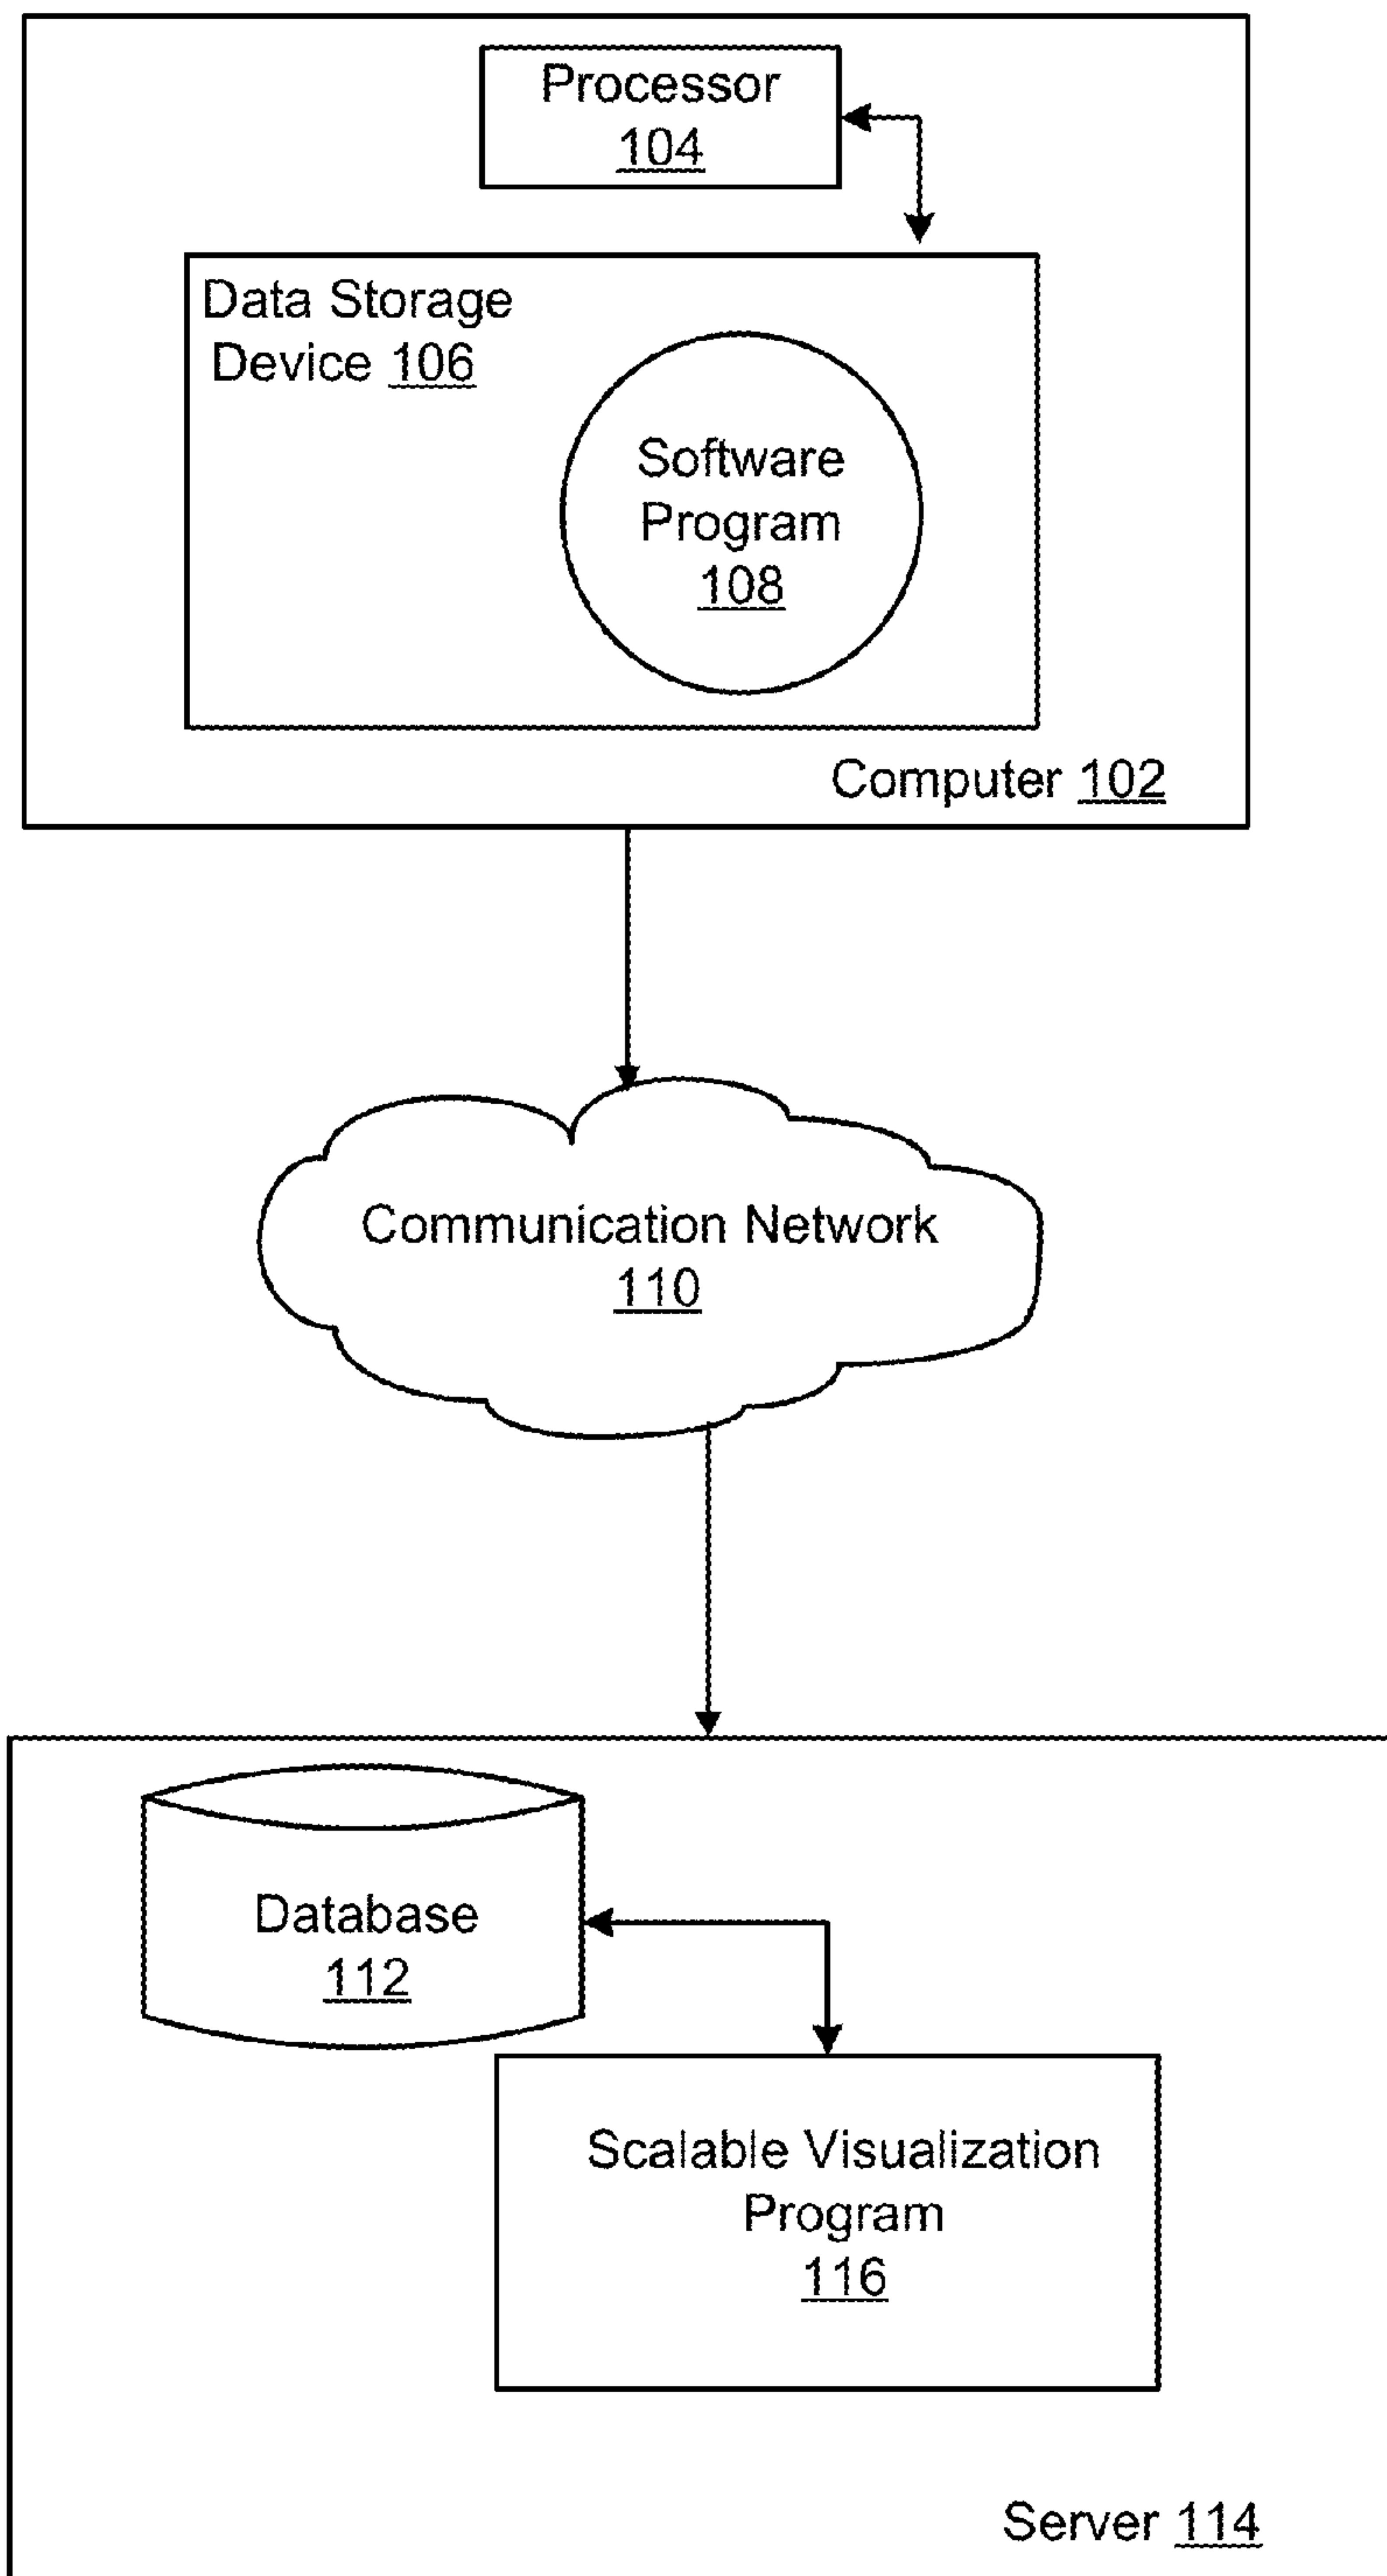 Processor
104
Data Storage
Device 106
Software
Program
108
Computer 102
Communication Network
110
Database
112
Scalable Visualization
Program
116
Server 114